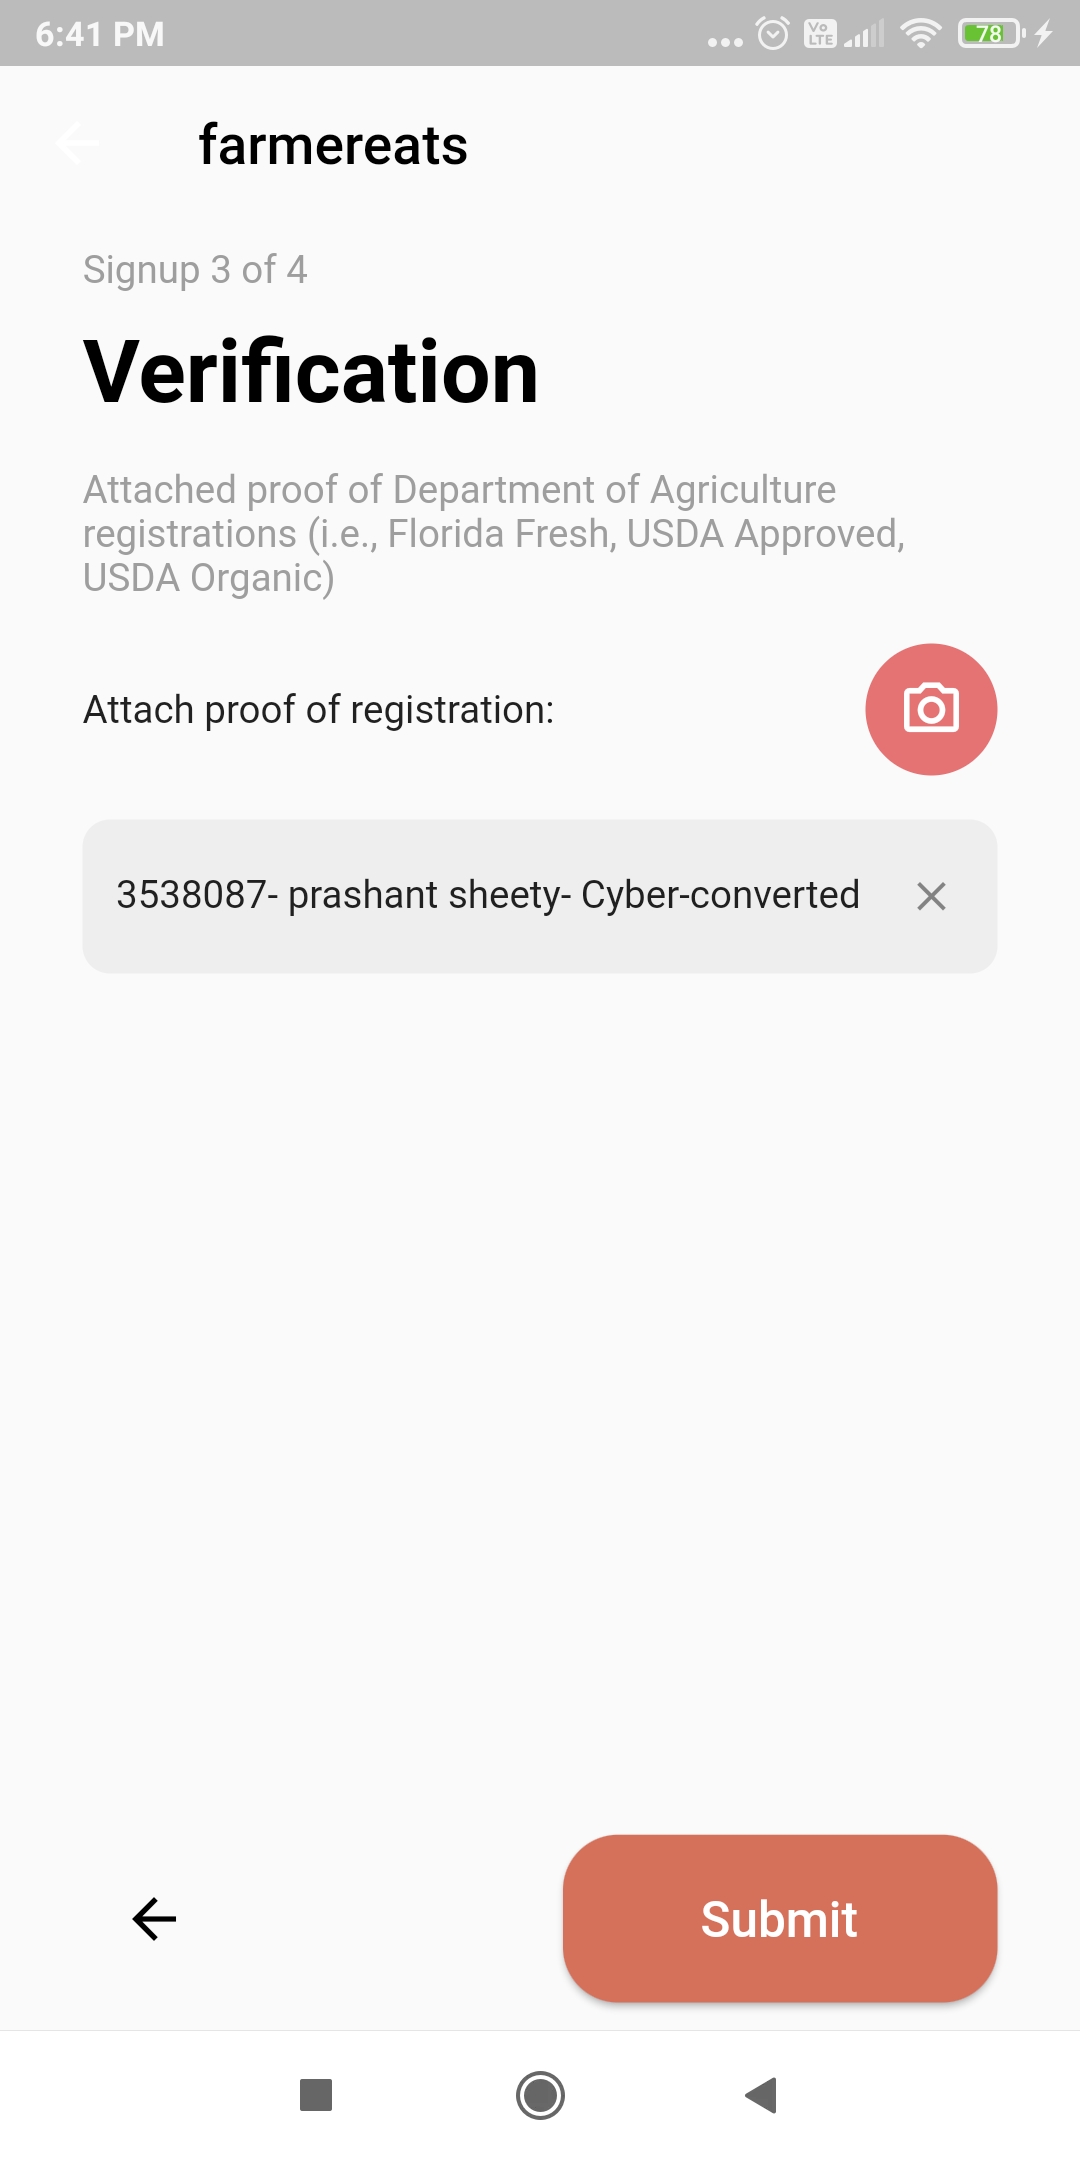 6:41 PM
Vo
LTE
78
farmereats
Signup 3 of 4
Verification
Attached proof of Department of Agriculture
registrations (i.e., Florida Fresh, USDA Approved,
USDA Organic)
Attach proof of registration:
3538087- prashant sheety- Cyber-converted
Submit